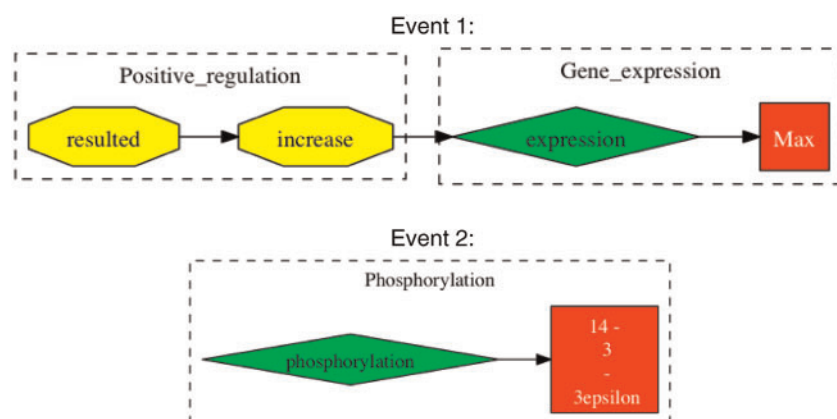 Event 1:
Positive_regulation
Gene_expression
resulted
increase
expression
Max
Event 2:
Phosphorylation
phosphorylation
14 -
3
-
3epsilon